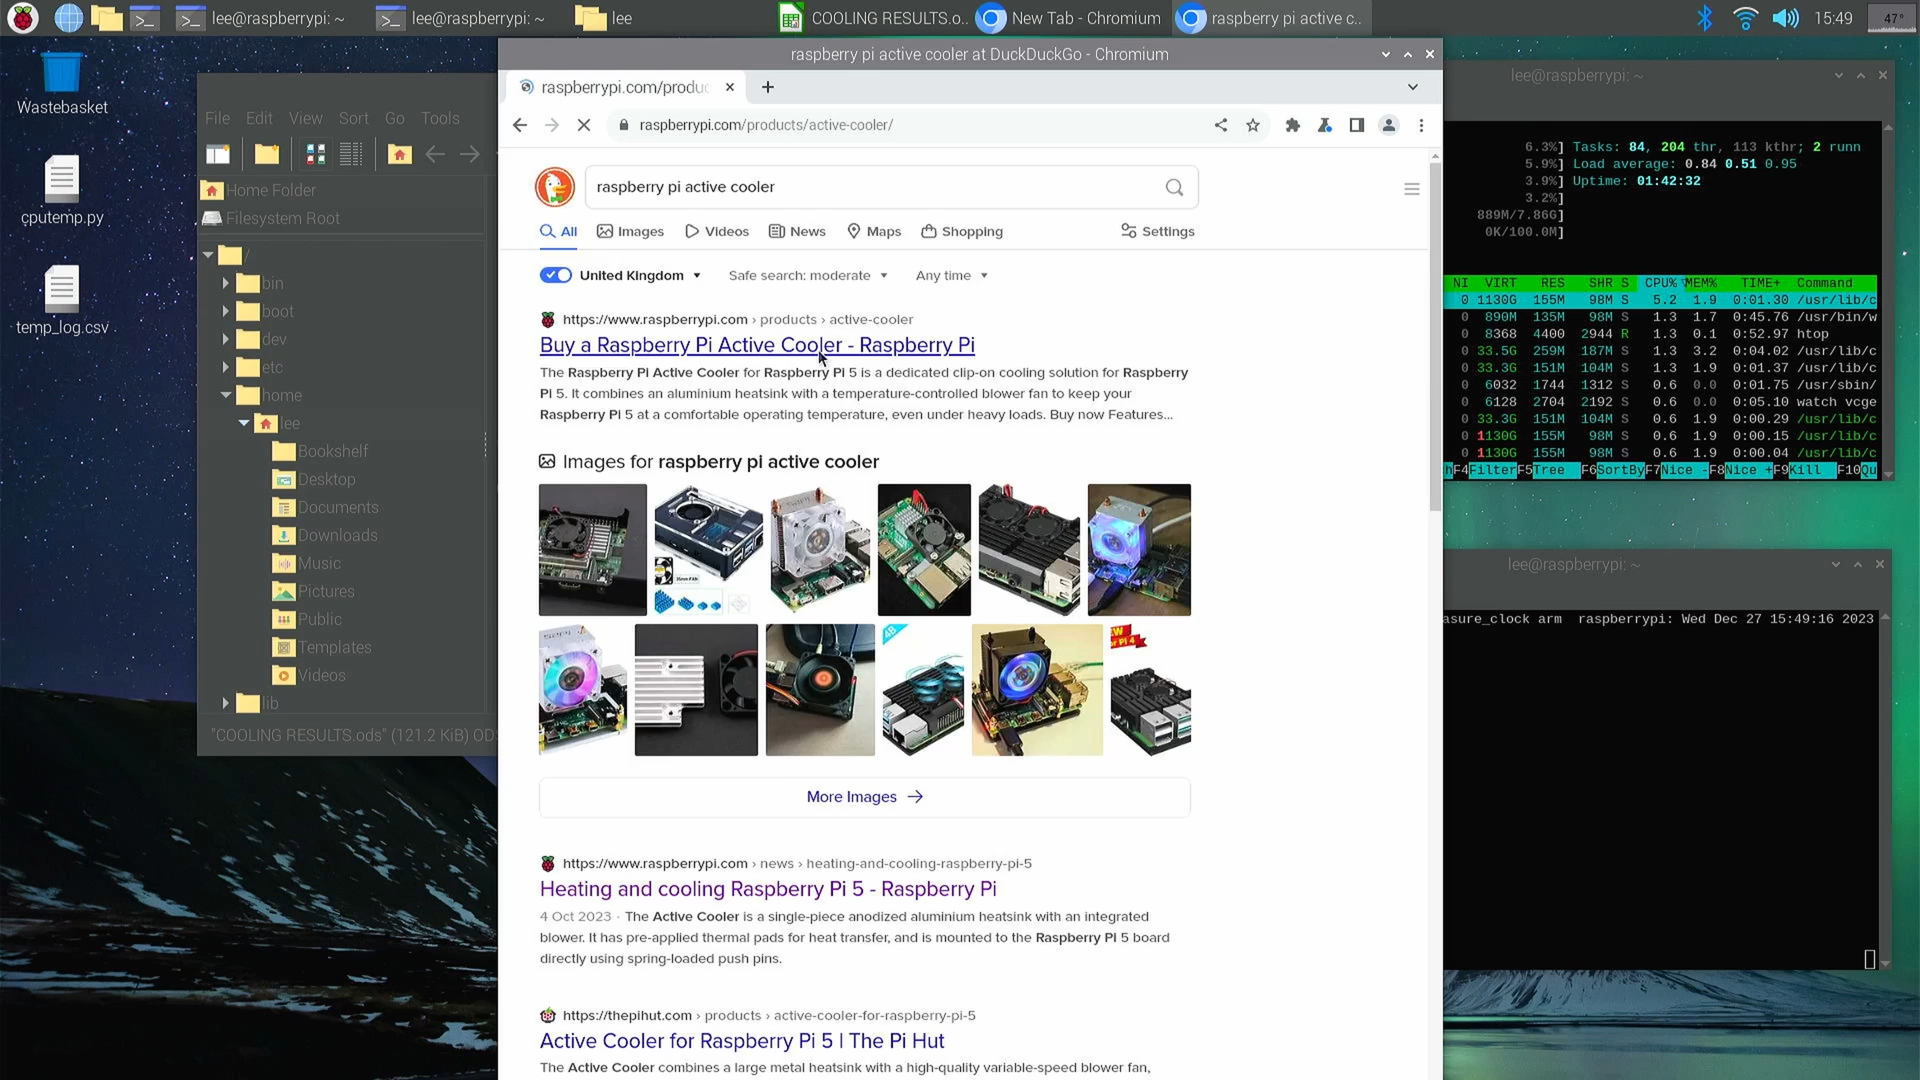 lee@raspberrypi: ~
lee@raspberrypi: ~
lee
COOLING RESULTS.o..
New Tab - Chromium
raspberry pi active c..
15:49
47°
Wastebasket
cputemp.py
temp_log.csv
File Edit View Sort Go Tools
Home Folder
Filesystem Root
/
bin
boot
dev
etc
home
lee
Bookshelf
Desktop
Documents
Downloads
Music
Pictures
Public
Templates
Videos
lib
"COOLING RESULTS.ods" (121.2 KiB) OD
raspberry pi active cooler at DuckDuckGo - Chromium
raspberrypi.com/produc
raspberrypi.com/products/active-cooler/
raspberry pi active cooler
All Images Videos News Maps Shopping Settings
United Kingdom Safe search: moderate Any time
https://www.raspberrypi.com › products › active-cooler
Buy a Raspberry Pi Active Cooler - Raspberry Pi
The Raspberry Pi Active Cooler for Raspberry Pi 5 is a dedicated clip-on cooling solution for Raspberry
Pi 5. It combines an aluminium heatsink with a temperature-controlled blower fan to keep your
Raspberry Pi 5 at a comfortable operating temperature, even under heavy loads. Buy now Features...
Images for raspberry pi active cooler
More Images →
https://www.raspberrypi.com › news › heating-and-cooling-raspberry-pi-5
Heating and cooling Raspberry Pi 5 - Raspberry Pi
4 Oct 2023 · The Active Cooler is a single-piece anodized aluminium heatsink with an integrated
blower. It has pre-applied thermal pads for heat transfer, and is mounted to the Raspberry Pi 5 board
directly using spring-loaded push pins.
https://thepihut.com › products › active-cooler-for-raspberry-pi-5
Active Cooler for Raspberry Pi 5 | The Pi Hut
The Active Cooler combines a large metal heatsink with a high-quality variable-speed blower fan,
lee@raspberrypi: ~
6.3%] Tasks: 84, 204 thr, 113 kthr; 2 runn
5.9%] Load average: 0.84 0.51 0.95
3.9%] Uptime: 01:42:32
3.2%]
889M/7.86G]
0K/100.0M]
NI VIRT RES SHR S CPU%▽MEM% TIME+ Command
0 1130G 155M 98M S 5.2 1.9 0:01.30 /usr/lib/c
0 890M 135M 98M S 1.3 1.7 0:45.76 /usr/bin/w
0 8368 4400 2944 R 1.3 0.1 0:52.97 htop
0 33.5G 259M 187M S 1.3 3.2 0:04.02 /usr/lib/c
0 33.3G 151M 104M S 1.3 1.9 0:01.37 /usr/lib/c
0 6032 1744 1312 S 0.6 0.0 0:01.75 /usr/sbin/
0 6128 2704 2192 S 0.6 0.0 0:05.10 watch vcge
0 33.3G 151M 104M S 0.6 1.9 0:00.29 /usr/lib/c
0 1130G 155M 98M S 0.6 1.9 0:00.15 /usr/lib/c
0 1130G 155M 98M S 0.6 1.9 0:00.04 /usr/lib/c
hF4FilterF5Tree F6SortByF7Nice -F8Nice +F9Kill F10Qu
lee@raspberrypi: ~
asure_clock arm raspberrypi: Wed Dec 27 15:49:16 2023